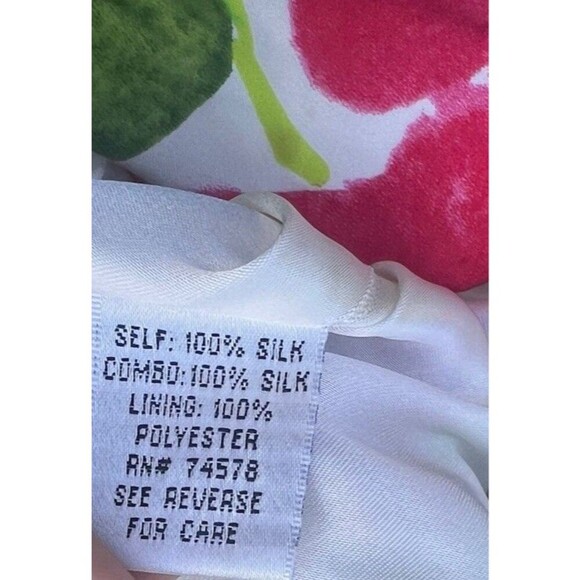 SELF: 100% SILK
COMBO: 100% SILK
LINING: 100%
POLYESTER
RN# 74578
SEE REVERSE
FOR CARE